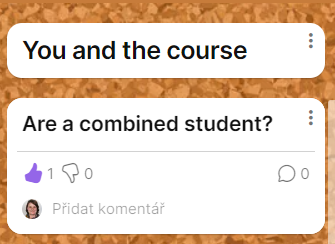 You and the course
Are a combined student?
1 0 0
Přidat komentář